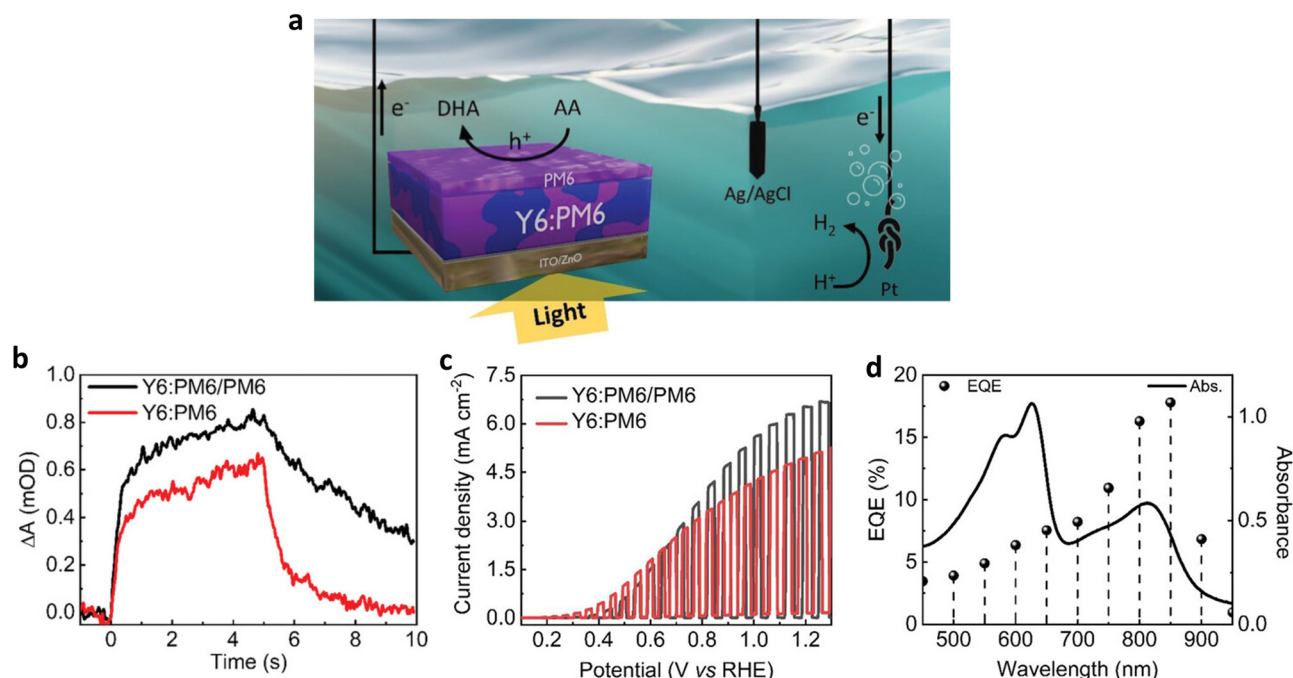 a
e-
DHA
AA
h+
PM6
Y6:PM6
ITO/ZnO
Light
Ag/AgCl
e-
H2
H+
Pt
b
1.0
0.8
0.6
0.4
0.2
0.0
ΔA (mOD)
Y6:PM6/PM6
Y6:PM6
0
2
4
6
8
10
Time (s)
c
7.5
6.0
4.5
3.0
1.5
0.0
Current density (mA cm-2)
Y6:PM6/PM6
Y6:PM6
0.2
0.4
0.6
0.8
1.0
1.2
Potential (V vs RHE)
d
20
15
10
5
0
EQE (%)
EQE
Abs.
1.0
0.5
0.0
Absorbance
500
600
700
800
900
Wavelength (nm)